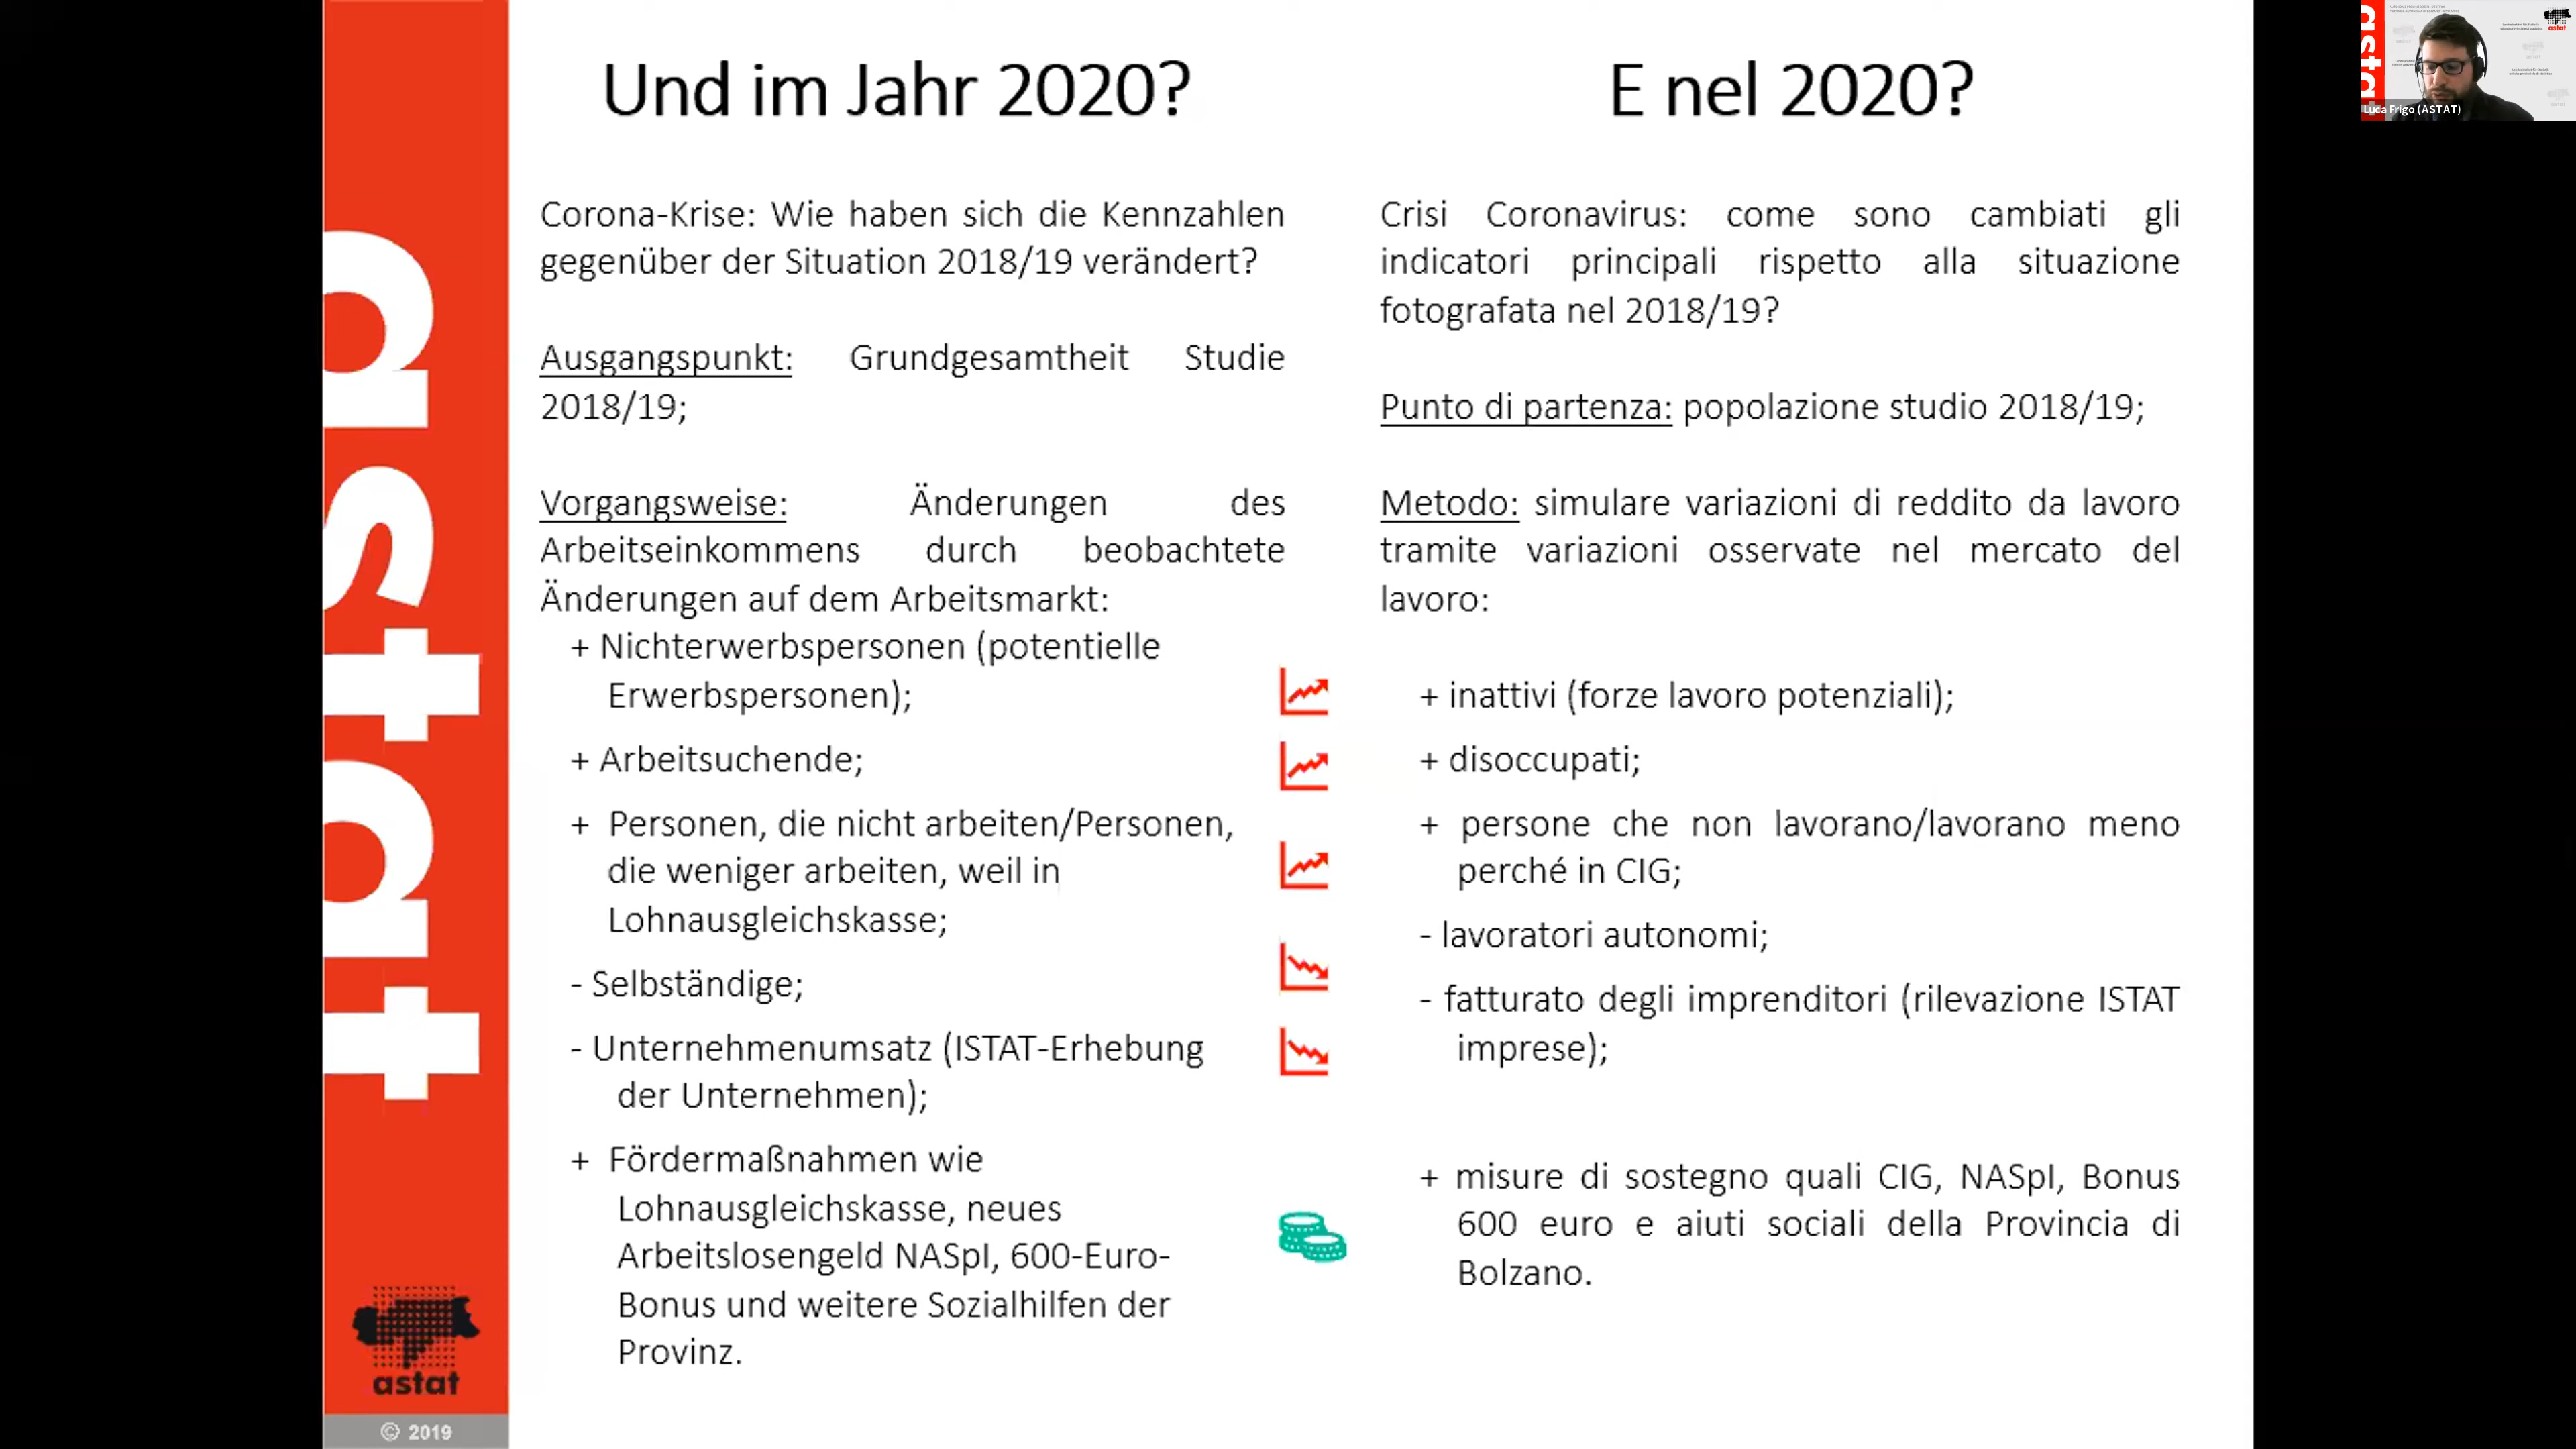 astat
Und im Jahr 2020?
Corona-Krise: Wie haben sich die Kennzahlen
gegenüber der Situation 2018/19 verändert?
Ausgangspunkt: Grundgesamtheit Studie
2018/19;
Vorgangsweise: Änderungen des
Arbeitseinkommens durch beobachtete
Änderungen auf dem Arbeitsmarkt:
+ Nichterwerbspersonen (potentielle
Erwerbspersonen);
+ Arbeitsuchende;
+ Personen, die nicht arbeiten/Personen,
die weniger arbeiten, weil in
Lohnausgleichskasse;
- Selbständige;
- Unternehmenumsatz (ISTAT-Erhebung
der Unternehmen);
+ Fördermaßnahmen wie
Lohnausgleichskasse, neues
Arbeitslosengeld NASpI, 600-Euro-
Bonus und weitere Sozialhilfen der
Provinz.
E nel 2020?
Crisi Coronavirus: come sono cambiati gli
indicatori principali rispetto alla situazione
fotografata nel 2018/19?
Punto di partenza: popolazione studio 2018/19;
Metodo: simulare variazioni di reddito da lavoro
tramite variazioni osservate nel mercato del
lavoro:
+ inattivi (forze lavoro potenziali);
+ disoccupati;
+ persone che non lavorano/lavorano meno
perché in CIG;
- lavoratori autonomi;
- fatturato degli imprenditori (rilevazione ISTAT
imprese);
+ misure di sostegno quali CIG, NASpI, Bonus
600 euro e aiuti sociali della Provincia di
Bolzano.
astat
© 2019
astat
astat
Luca Frigo (ASTAT)